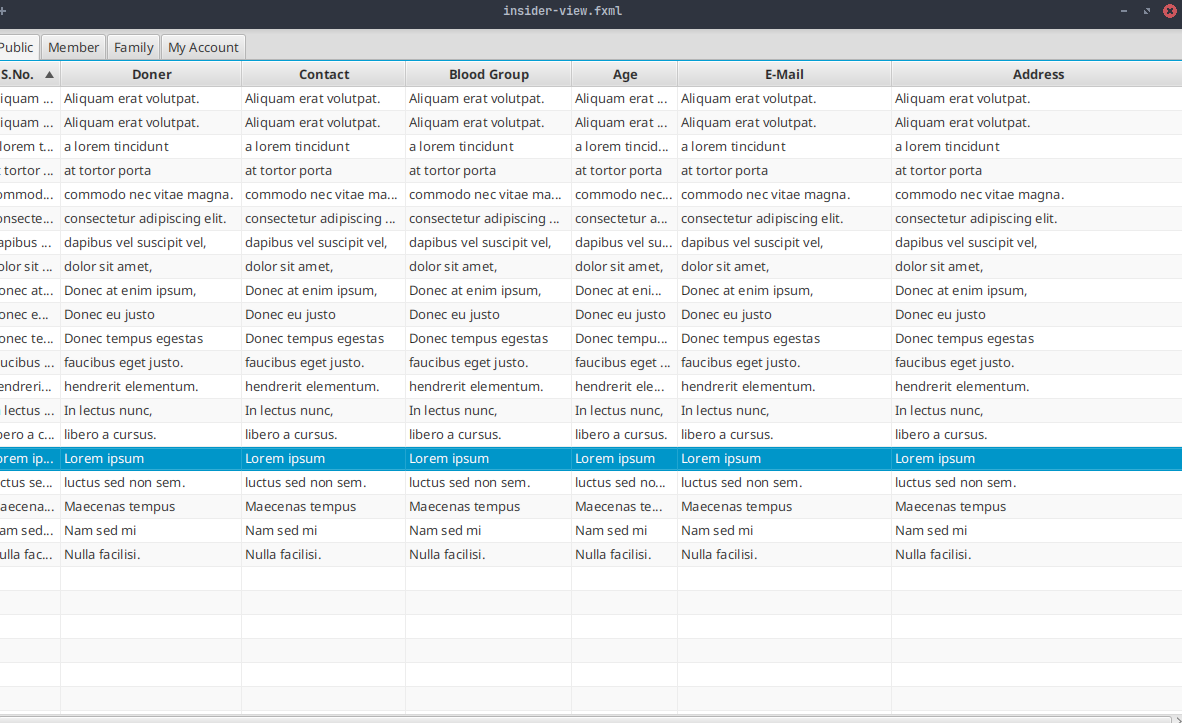 insider-view.fxml
Public Member Family My Account
S.No. Doner Contact Blood Group Age E-Mail Address
iquam ... Aliquam erat volutpat. Aliquam erat volutpat. Aliquam erat volutpat. Aliquam erat ... Aliquam erat volutpat. Aliquam erat volutpat.
iquam ... Aliquam erat volutpat. Aliquam erat volutpat. Aliquam erat volutpat. Aliquam erat ... Aliquam erat volutpat. Aliquam erat volutpat.
lorem t... a lorem tincidunt a lorem tincidunt a lorem tincidunt a lorem tincid... a lorem tincidunt a lorem tincidunt
tortor ... at tortor porta at tortor porta at tortor porta at tortor porta at tortor porta at tortor porta
ommod... commodo nec vitae magna. commodo nec vitae ma... commodo nec vitae ma... commodo nec... commodo nec vitae magna. commodo nec vitae magna.
onsecte... consectetur adipiscing elit. consectetur adipiscing ... consectetur adipiscing ... consectetur a... consectetur adipiscing elit. consectetur adipiscing elit.
apibus ... dapibus vel suscipit vel, dapibus vel suscipit vel, dapibus vel suscipit vel, dapibus vel su... dapibus vel suscipit vel, dapibus vel suscipit vel,
olor sit ... dolor sit amet, dolor sit amet, dolor sit amet, dolor sit amet, dolor sit amet, dolor sit amet,
onec at... Donec at enim ipsum, Donec at enim ipsum, Donec at enim ipsum, Donec at eni... Donec at enim ipsum, Donec at enim ipsum,
onec e... Donec eu justo Donec eu justo Donec eu justo Donec eu justo Donec eu justo Donec eu justo
onec te... Donec tempus egestas Donec tempus egestas Donec tempus egestas Donec tempu... Donec tempus egestas Donec tempus egestas
ucibus ... faucibus eget justo. faucibus eget justo. faucibus eget justo. faucibus eget ... faucibus eget justo. faucibus eget justo.
endreri... hendrerit elementum. hendrerit elementum. hendrerit elementum. hendrerit ele... hendrerit elementum. hendrerit elementum.
lectus ... In lectus nunc, In lectus nunc, In lectus nunc, In lectus nunc, In lectus nunc, In lectus nunc,
bero a c... libero a cursus. libero a cursus. libero a cursus. libero a cursus. libero a cursus. libero a cursus.
orem ip... Lorem ipsum Lorem ipsum Lorem ipsum Lorem ipsum Lorem ipsum Lorem ipsum
ctus se... luctus sed non sem. luctus sed non sem. luctus sed non sem. luctus sed no... luctus sed non sem. luctus sed non sem.
aecena... Maecenas tempus Maecenas tempus Maecenas tempus Maecenas te... Maecenas tempus Maecenas tempus
am sed... Nam sed mi Nam sed mi Nam sed mi Nam sed mi Nam sed mi Nam sed mi
ulla fac... Nulla facilisi. Nulla facilisi. Nulla facilisi. Nulla facilisi. Nulla facilisi. Nulla facilisi.